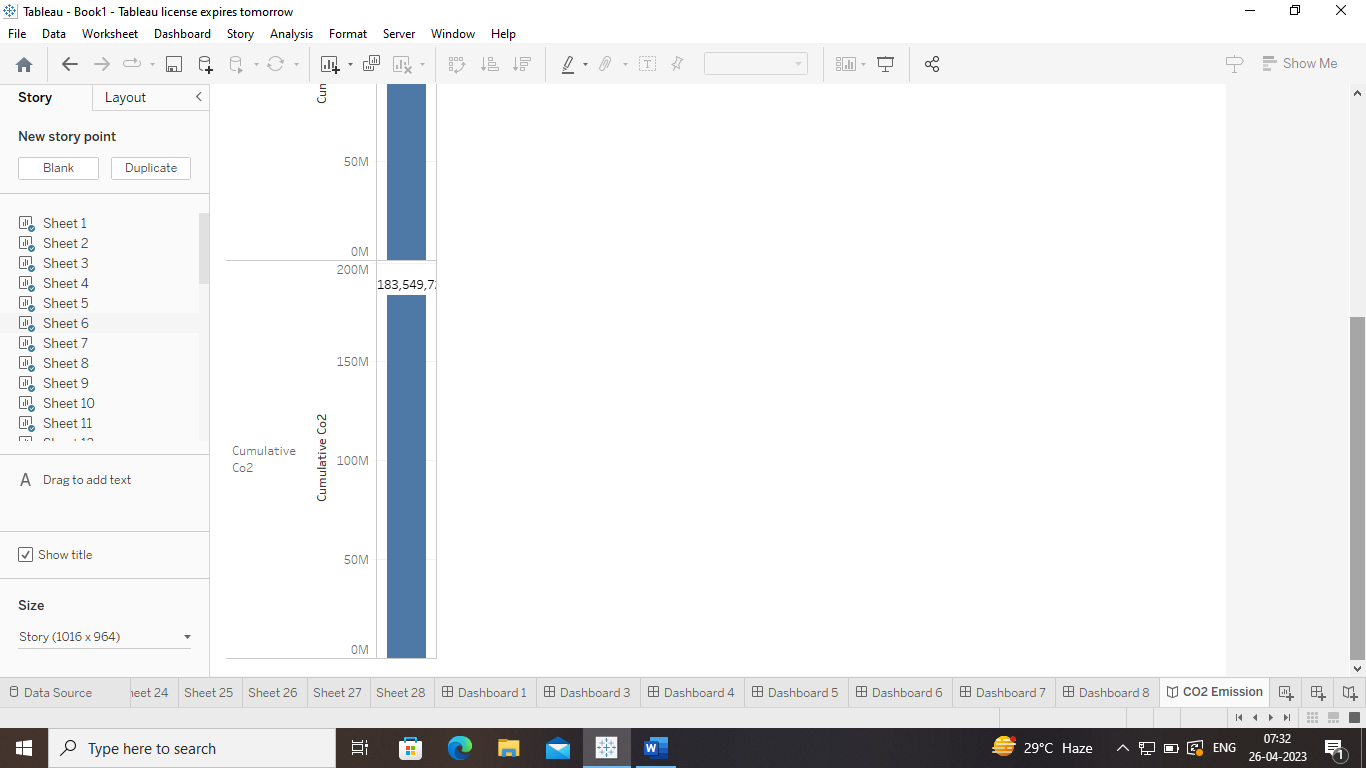 Tableau - Book1 - Tableau license expires tomorrow
File Data Worksheet Dashboard Story Analysis Format Server Window Help
Show Me
Story Layout
New story point
Blank Duplicate
Sheet 1
Sheet 2
Sheet 3
Sheet 4
Sheet 5
Sheet 6
Sheet 7
Sheet 8
Sheet 9
Sheet 10
Sheet 11
A Drag to add text
Show title
Size
Story (1016 x 964)
Cun
50M
0M
200M
183,549,7
150M
Cumulative
Co2
Cumulative Co2
100M
50M
0M
Data Source heet 24 Sheet 25 Sheet 26 Sheet 27 Sheet 28 Dashboard 1 Dashboard 3 Dashboard 4 Dashboard 5 Dashboard 6 Dashboard 7 Dashboard 8 CO2 Emission
Type here to search
W
29°C Haze
ENG
07:32
26-04-2023
1